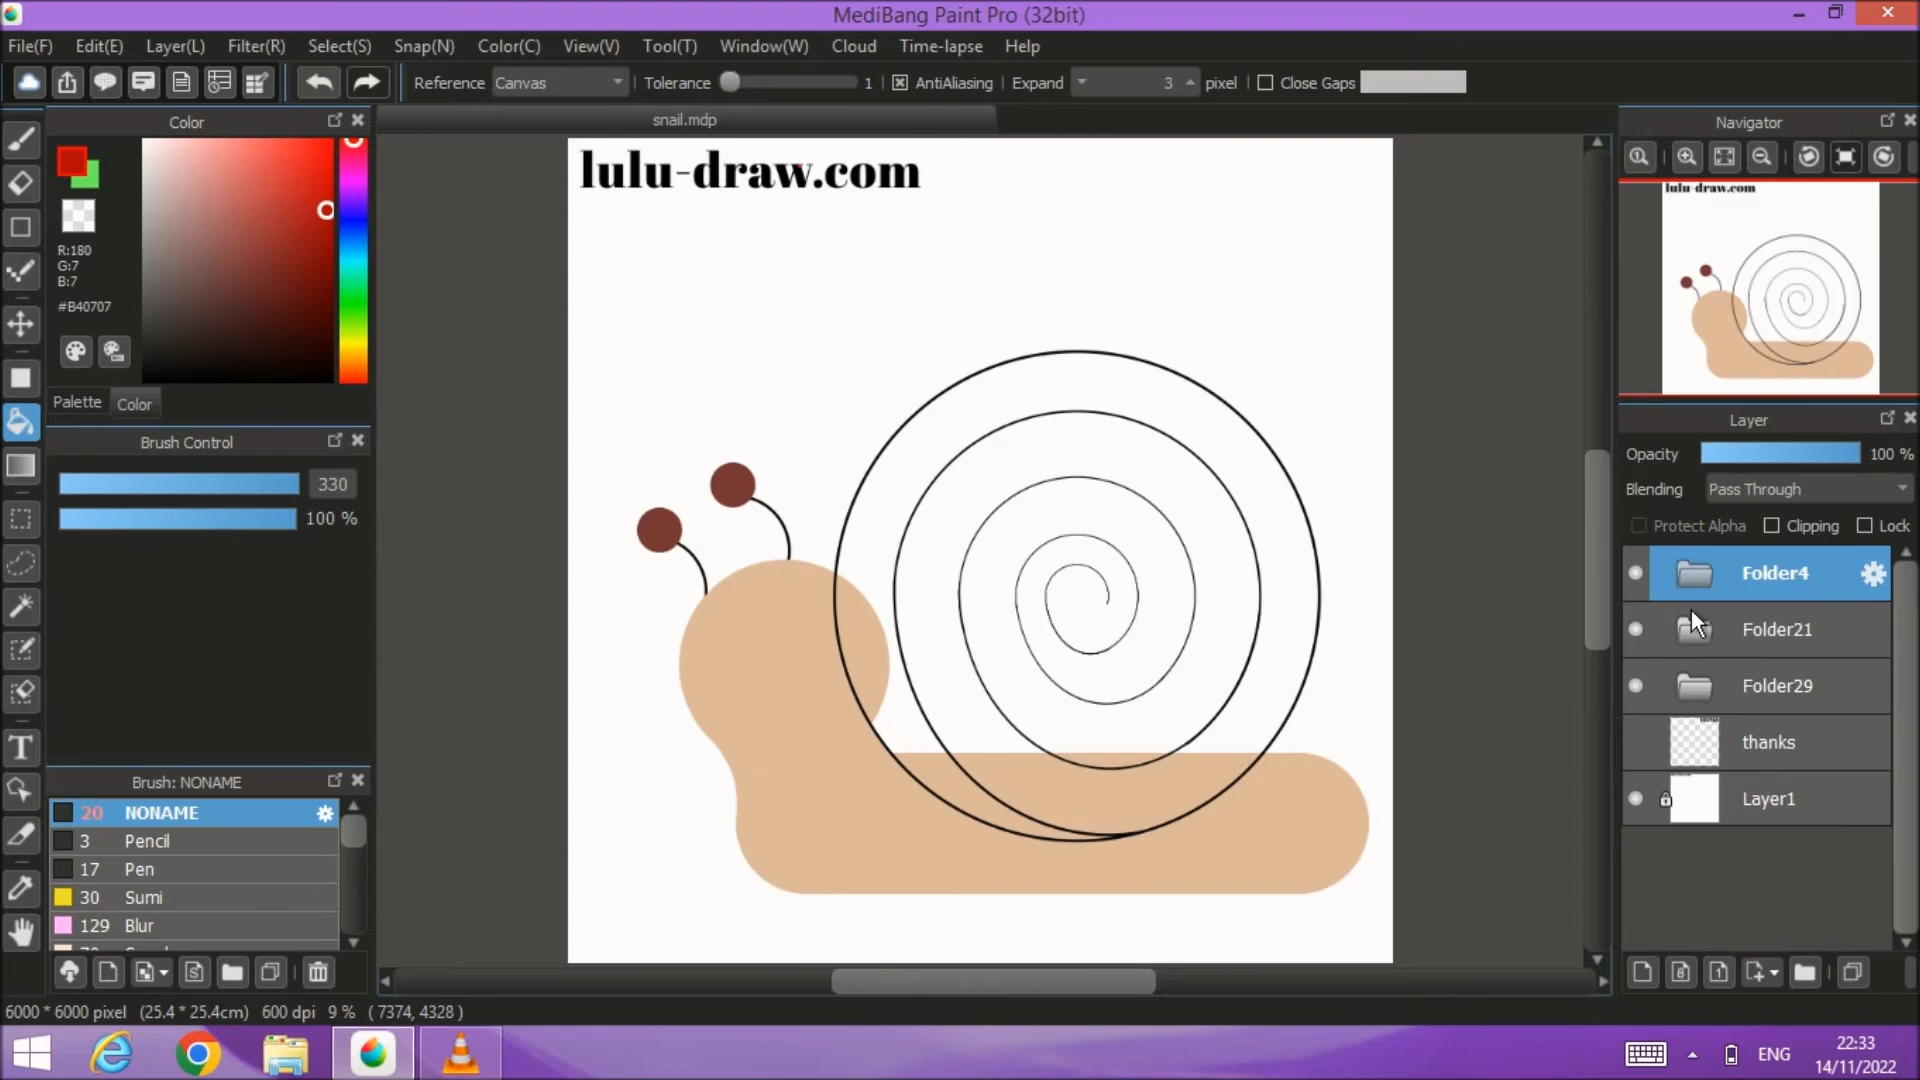 MediBang Paint Pro (32bit)
File(F) Edit(E) Layer(L) Filter(R) Select(S) Snap(N) Color(C) View(V) Tool(T) Window(W) Cloud Time-lapse Help
Reference Canvas Tolerance 1 AntiAliasing Expand 3 pixel Close Gaps
Color
R:180
G:7
B:7
#B40707
Palette Color
Brush Control
330
100 %
Brush: NONAME
20 NONAME
3 Pencil
17 Pen
30 Sumi
129 Blur
snail.mdp
lulu-draw.com
Navigator
lulu-draw.com
Layer
Opacity 100 %
Blending Pass Through
Protect Alpha Clipping Lock
Folder4
Folder21
Folder29
thanks
Layer1
6000 * 6000 pixel (25.4 * 25.4cm) 600 dpi 9 % ( 7374, 4328 )
ENG
22:33
14/11/2022